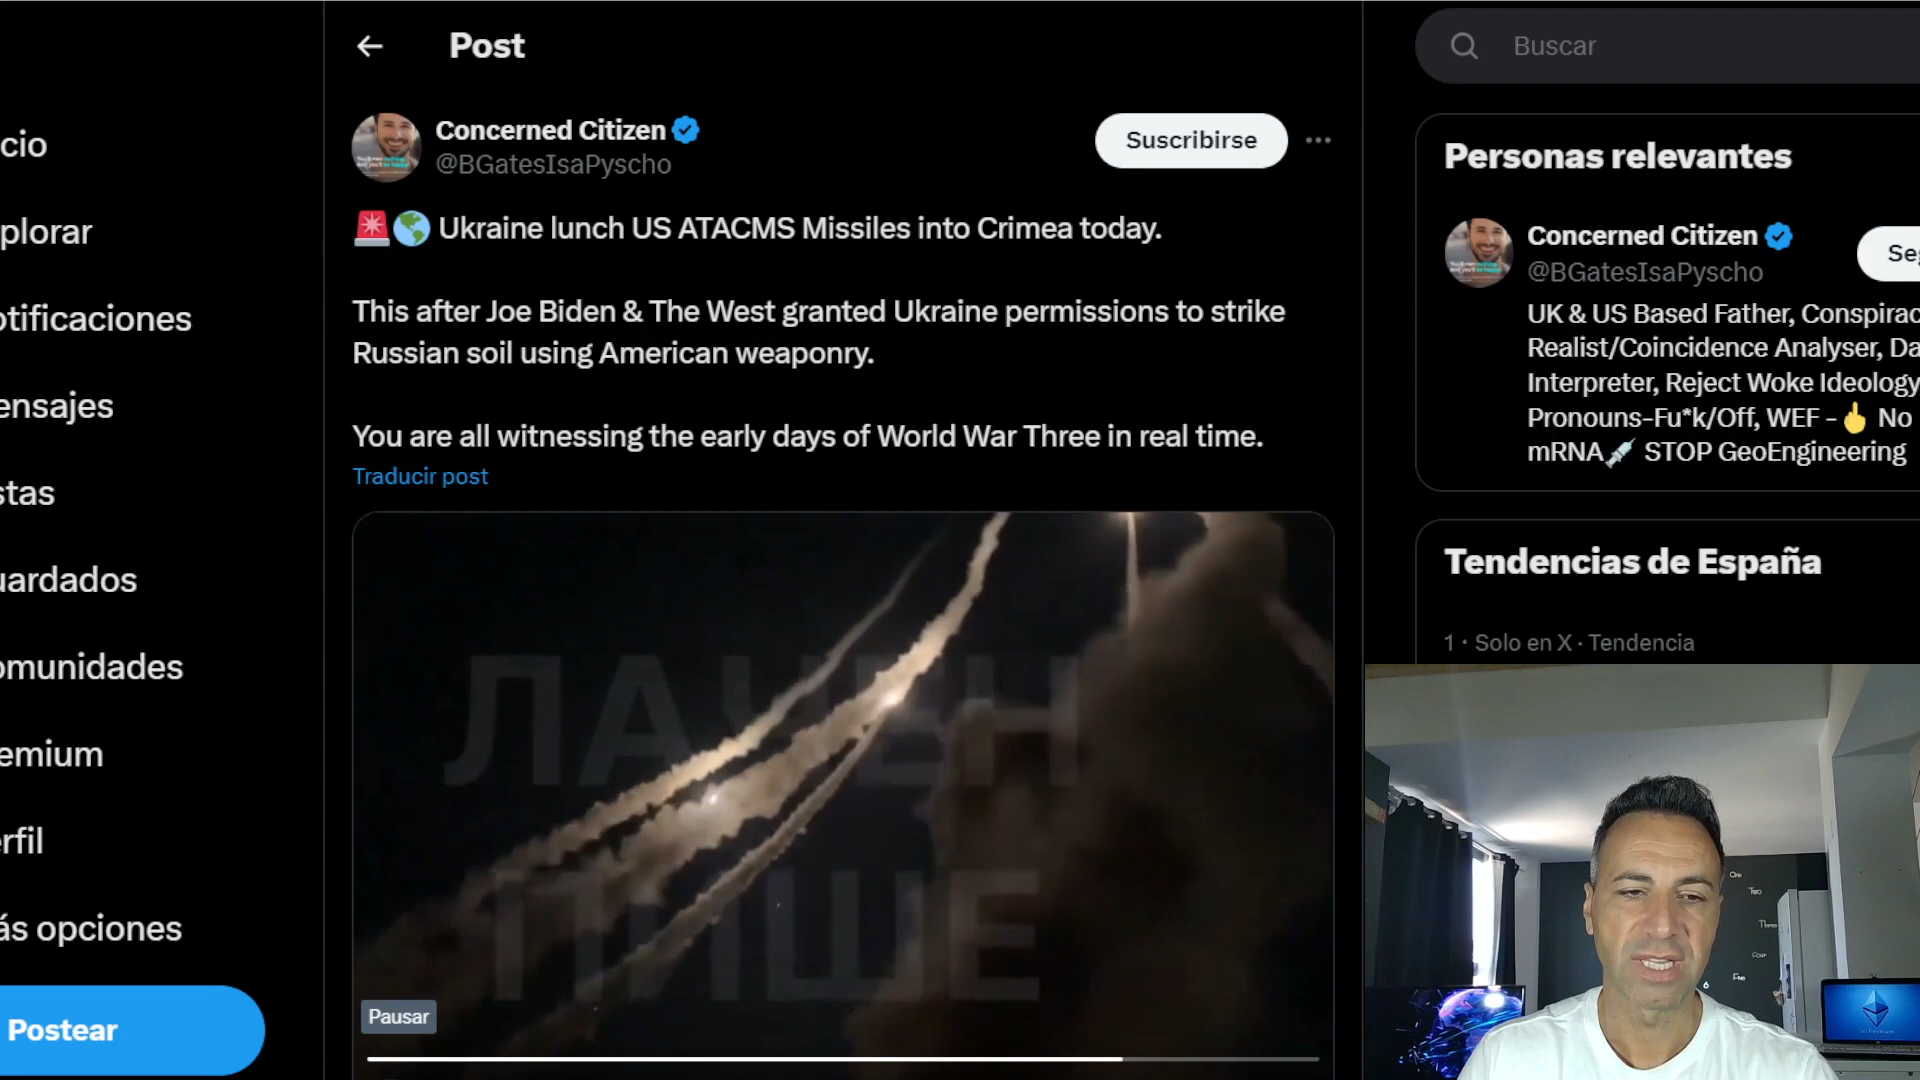 cio
plorar
otificaciones
ensajes
stas
uardados
omunidades
emium
rfil
ás opciones
Postear
Post
Concerned Citizen
@BGatesIsaPyscho
Suscribirse
🚨🌎 Ukraine lunch US ATACMS Missiles into Crimea today.
This after Joe Biden & The West granted Ukraine permissions to strike
Russian soil using American weaponry.
You are all witnessing the early days of World War Three in real time.
Traducir post
ЛАЧЕН
ПИШЕ
Pausar
Buscar
Personas relevantes
Concerned Citizen
@BGatesIsaPyscho
Seg
UK & US Based Father, Conspirac
Realist/Coincidence Analyser, Da
Interpreter, Reject Woke Ideology,
Pronouns-Fu*k/Off, WEF -🖕 No
mRNA💉 STOP GeoEngineering
Tendencias de España
1 · Solo en X · Tendencia